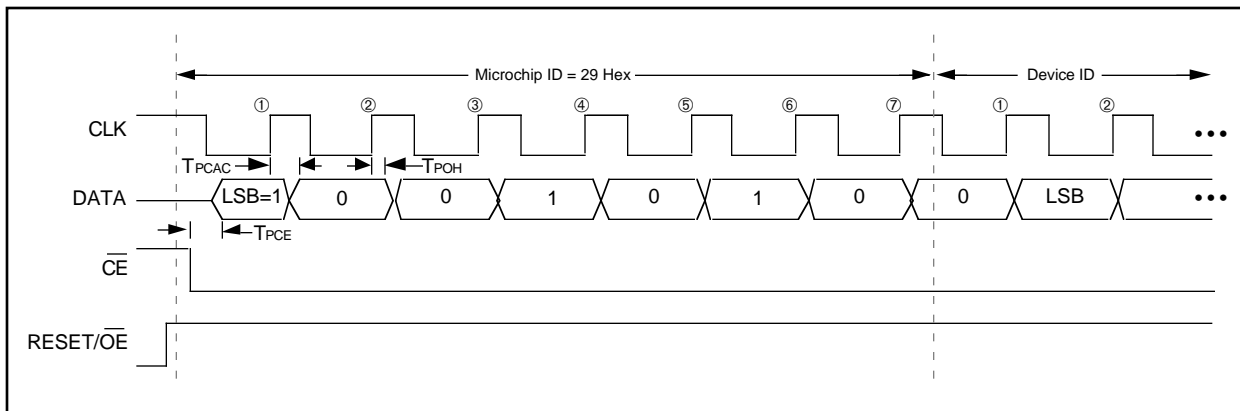 Microchip ID = 29 Hex Device ID
① ② ③ ④ ⑤ ⑥ ⑦ ① ②
CLK •••
TPCAC TPOH
DATA LSB=1 0 0 1 0 1 0 0 LSB •••
TPCE
CE
RESET/OE